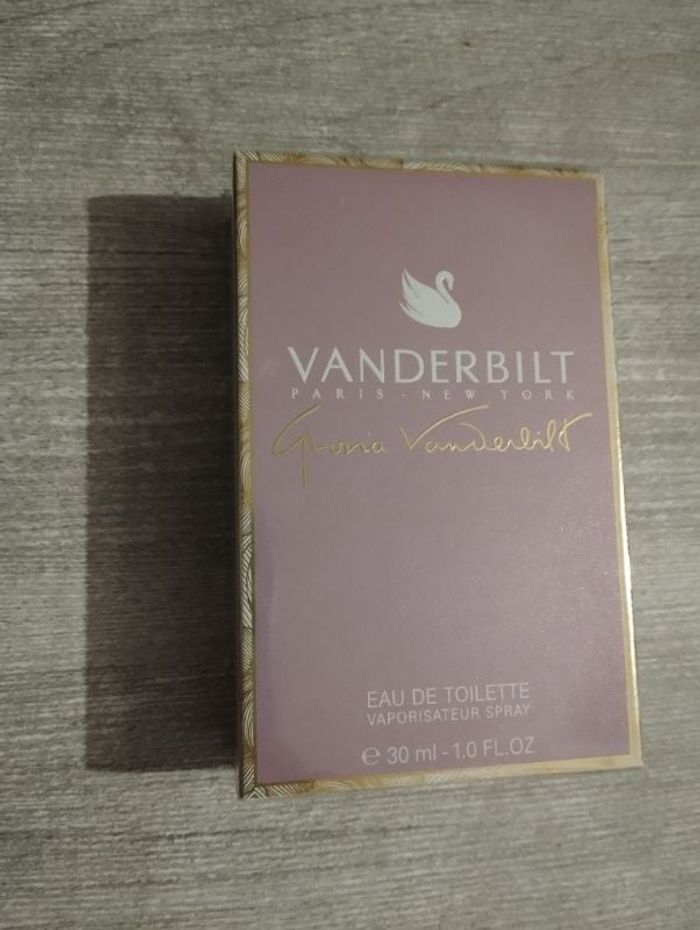 VANDERBILT
PARIS - NEW YORK
Gloria Vanderbilt
EAU DE TOILETTE
VAPORISATEUR SPRAY
℮ 30 ml - 1.0 FL.OZ